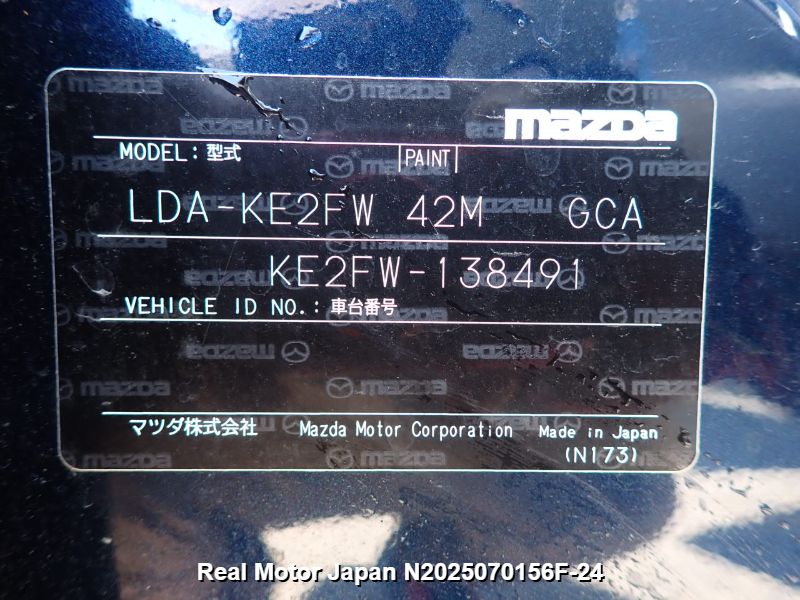 mazda
MODEL: 型式 PAINT
LDA-KE2FW 42M GCA
KE2FW-138491
VEHICLE ID NO.: 車台番号
マツダ株式会社 Mazda Motor Corporation Made in Japan
(N173)
Real Motor Japan N2025070156F-24